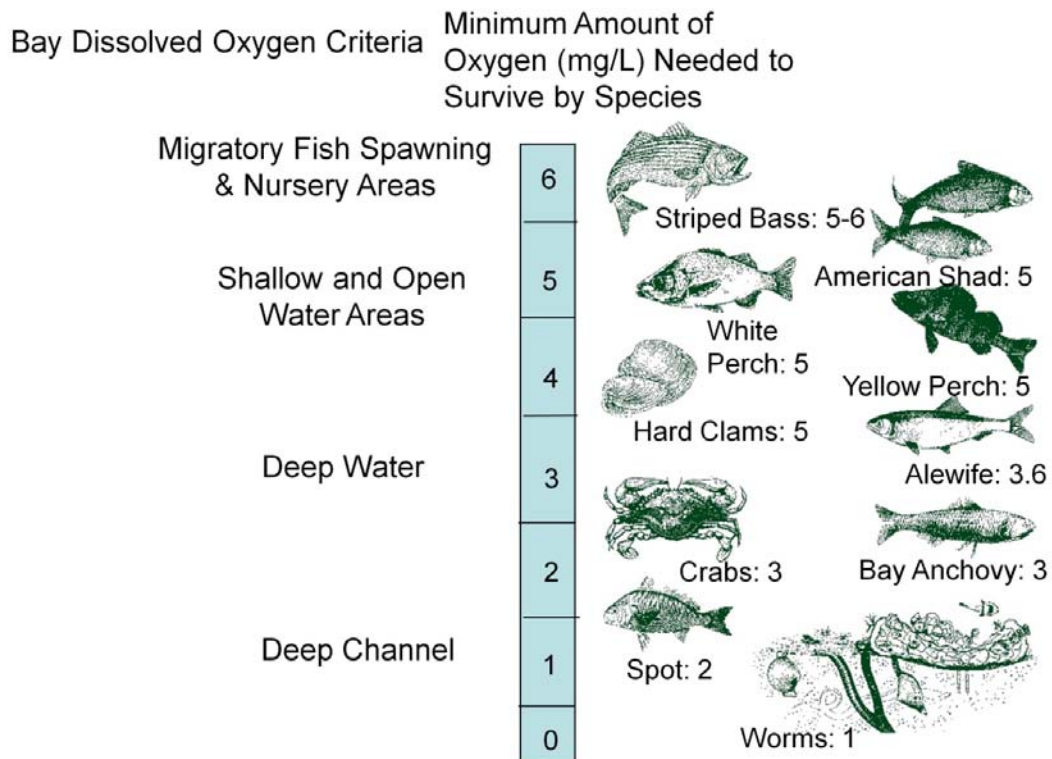 Bay Dissolved Oxygen Criteria
Minimum Amount of
Oxygen (mg/L) Needed to
Survive by Species
Migratory Fish Spawning
& Nursery Areas
6
Striped Bass: 5-6
American Shad: 5
Shallow and Open
Water Areas
5
White
Perch: 5
Yellow Perch: 5
4
Hard Clams: 5
Alewife: 3.6
Deep Water
3
Crabs: 3
Bay Anchovy: 3
2
Deep Channel
1
Spot: 2
Worms: 1
0